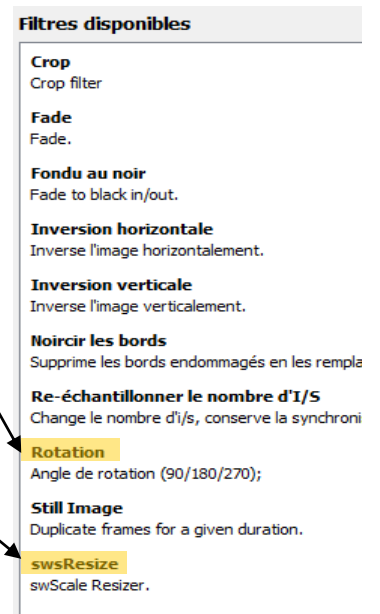 Filtres disponibles
Crop
Crop filter
Fade
Fade.
Fondu au noir
Fade to black in/out.
Inversion horizontale
Inverse l'image horizontalement.
Inversion verticale
Inverse l'image verticalement.
Noircir les bords
Supprime les bords endommagés en les rempla
Re-échantillonner le nombre d'I/S
Change le nombre d'i/s, conserve la synchroni
Rotation
Angle de rotation (90/180/270);
Still Image
Duplicate frames for a given duration.
swsResize
swScale Resizer.